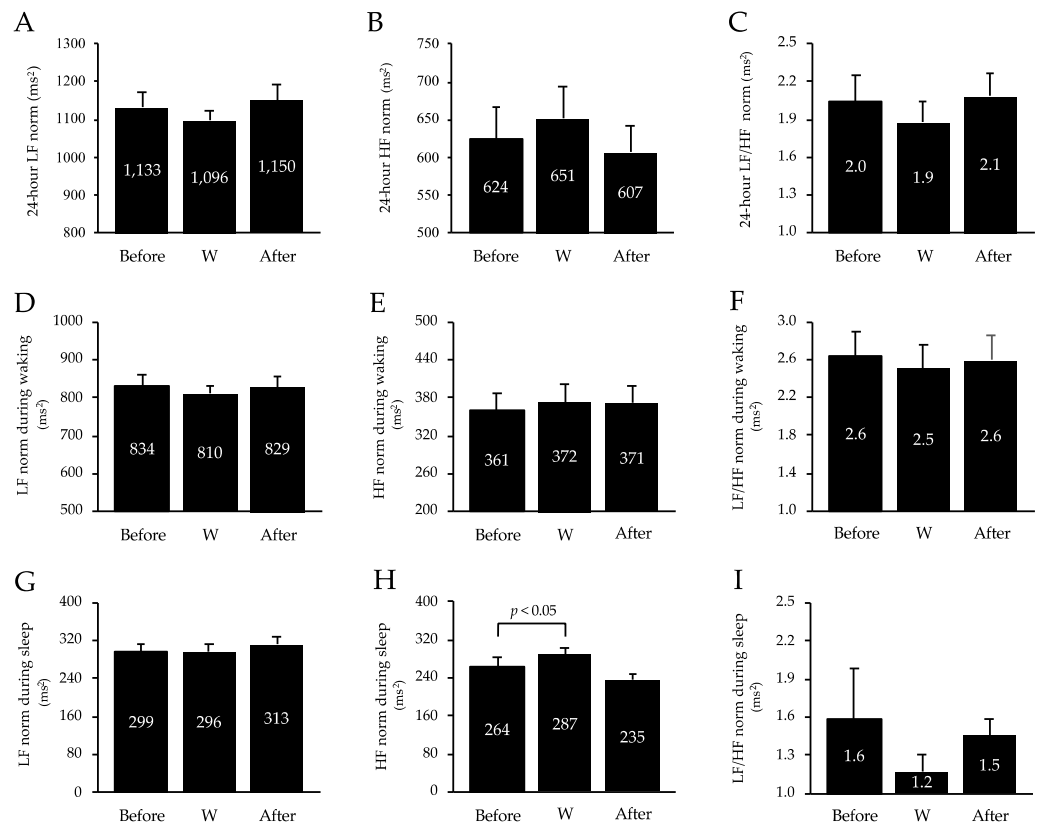 A
24-hour LF norm (ms²)
1300
1200
1100
1000
900
800
1,133
1,096
1,150
Before W After
B
24-hour HF norm (ms²)
750
700
650
600
550
500
624
651
607
Before W After
C
24-hour LF/HF norm (ms²)
2.5
2.2
1.9
1.6
1.3
1.0
2.0
1.9
2.1
Before W After
D
LF norm during waking
(ms²)
1000
900
800
700
600
500
834
810
829
Before W After
E
HF norm during waking
(ms²)
500
440
380
320
260
200
361
372
371
Before W After
F
LF/HF norm during waking
(ms²)
3.0
2.6
2.2
1.8
1.4
1.0
2.6
2.5
2.6
Before W After
G
LF norm during sleep
(ms²)
400
320
240
160
80
0
299
296
313
Before W After
H
HF norm during sleep
(ms²)
400
320
240
160
80
0
p < 0.05
264
287
235
Before W After
I
LF/HF norm during sleep
(ms²)
2.5
2.2
1.9
1.6
1.3
1.0
1.6
1.2
1.5
Before W After